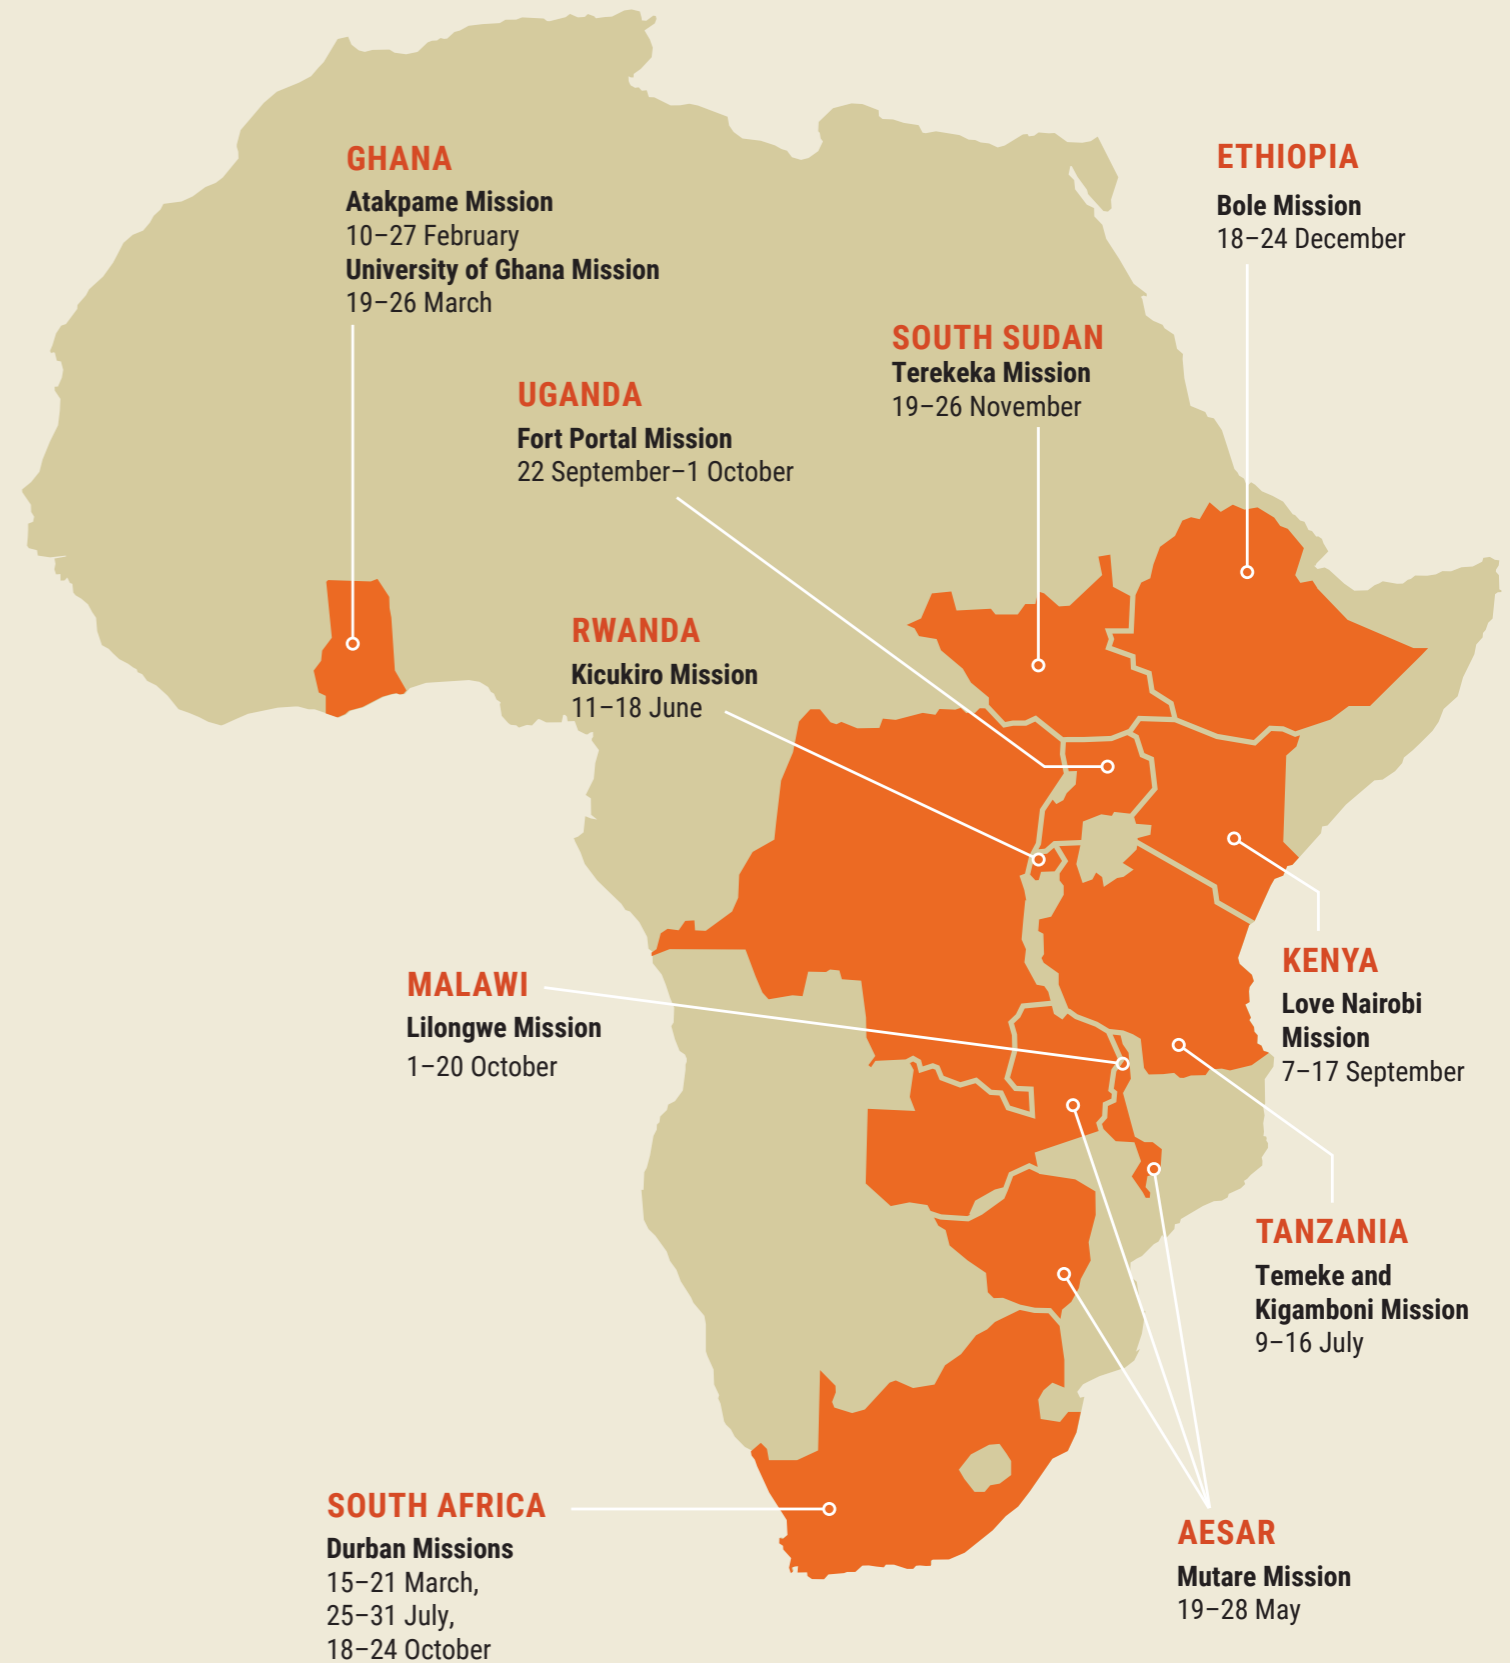 GHANA
Atakpame Mission
10–27 February
University of Ghana Mission
19–26 March
ETHIOPIA
Bole Mission
18–24 December
SOUTH SUDAN
Terekeka Mission
19–26 November
UGANDA
Fort Portal Mission
22 September–1 October
RWANDA
Kicukiro Mission
11–18 June
KENYA
Love Nairobi
Mission
7–17 September
MALAWI
Lilongwe Mission
1–20 October
TANZANIA
Temeke and
Kigamboni Mission
9–16 July
SOUTH AFRICA
Durban Missions
15–21 March,
25–31 July,
18–24 October
AESAR
Mutare Mission
19–28 May